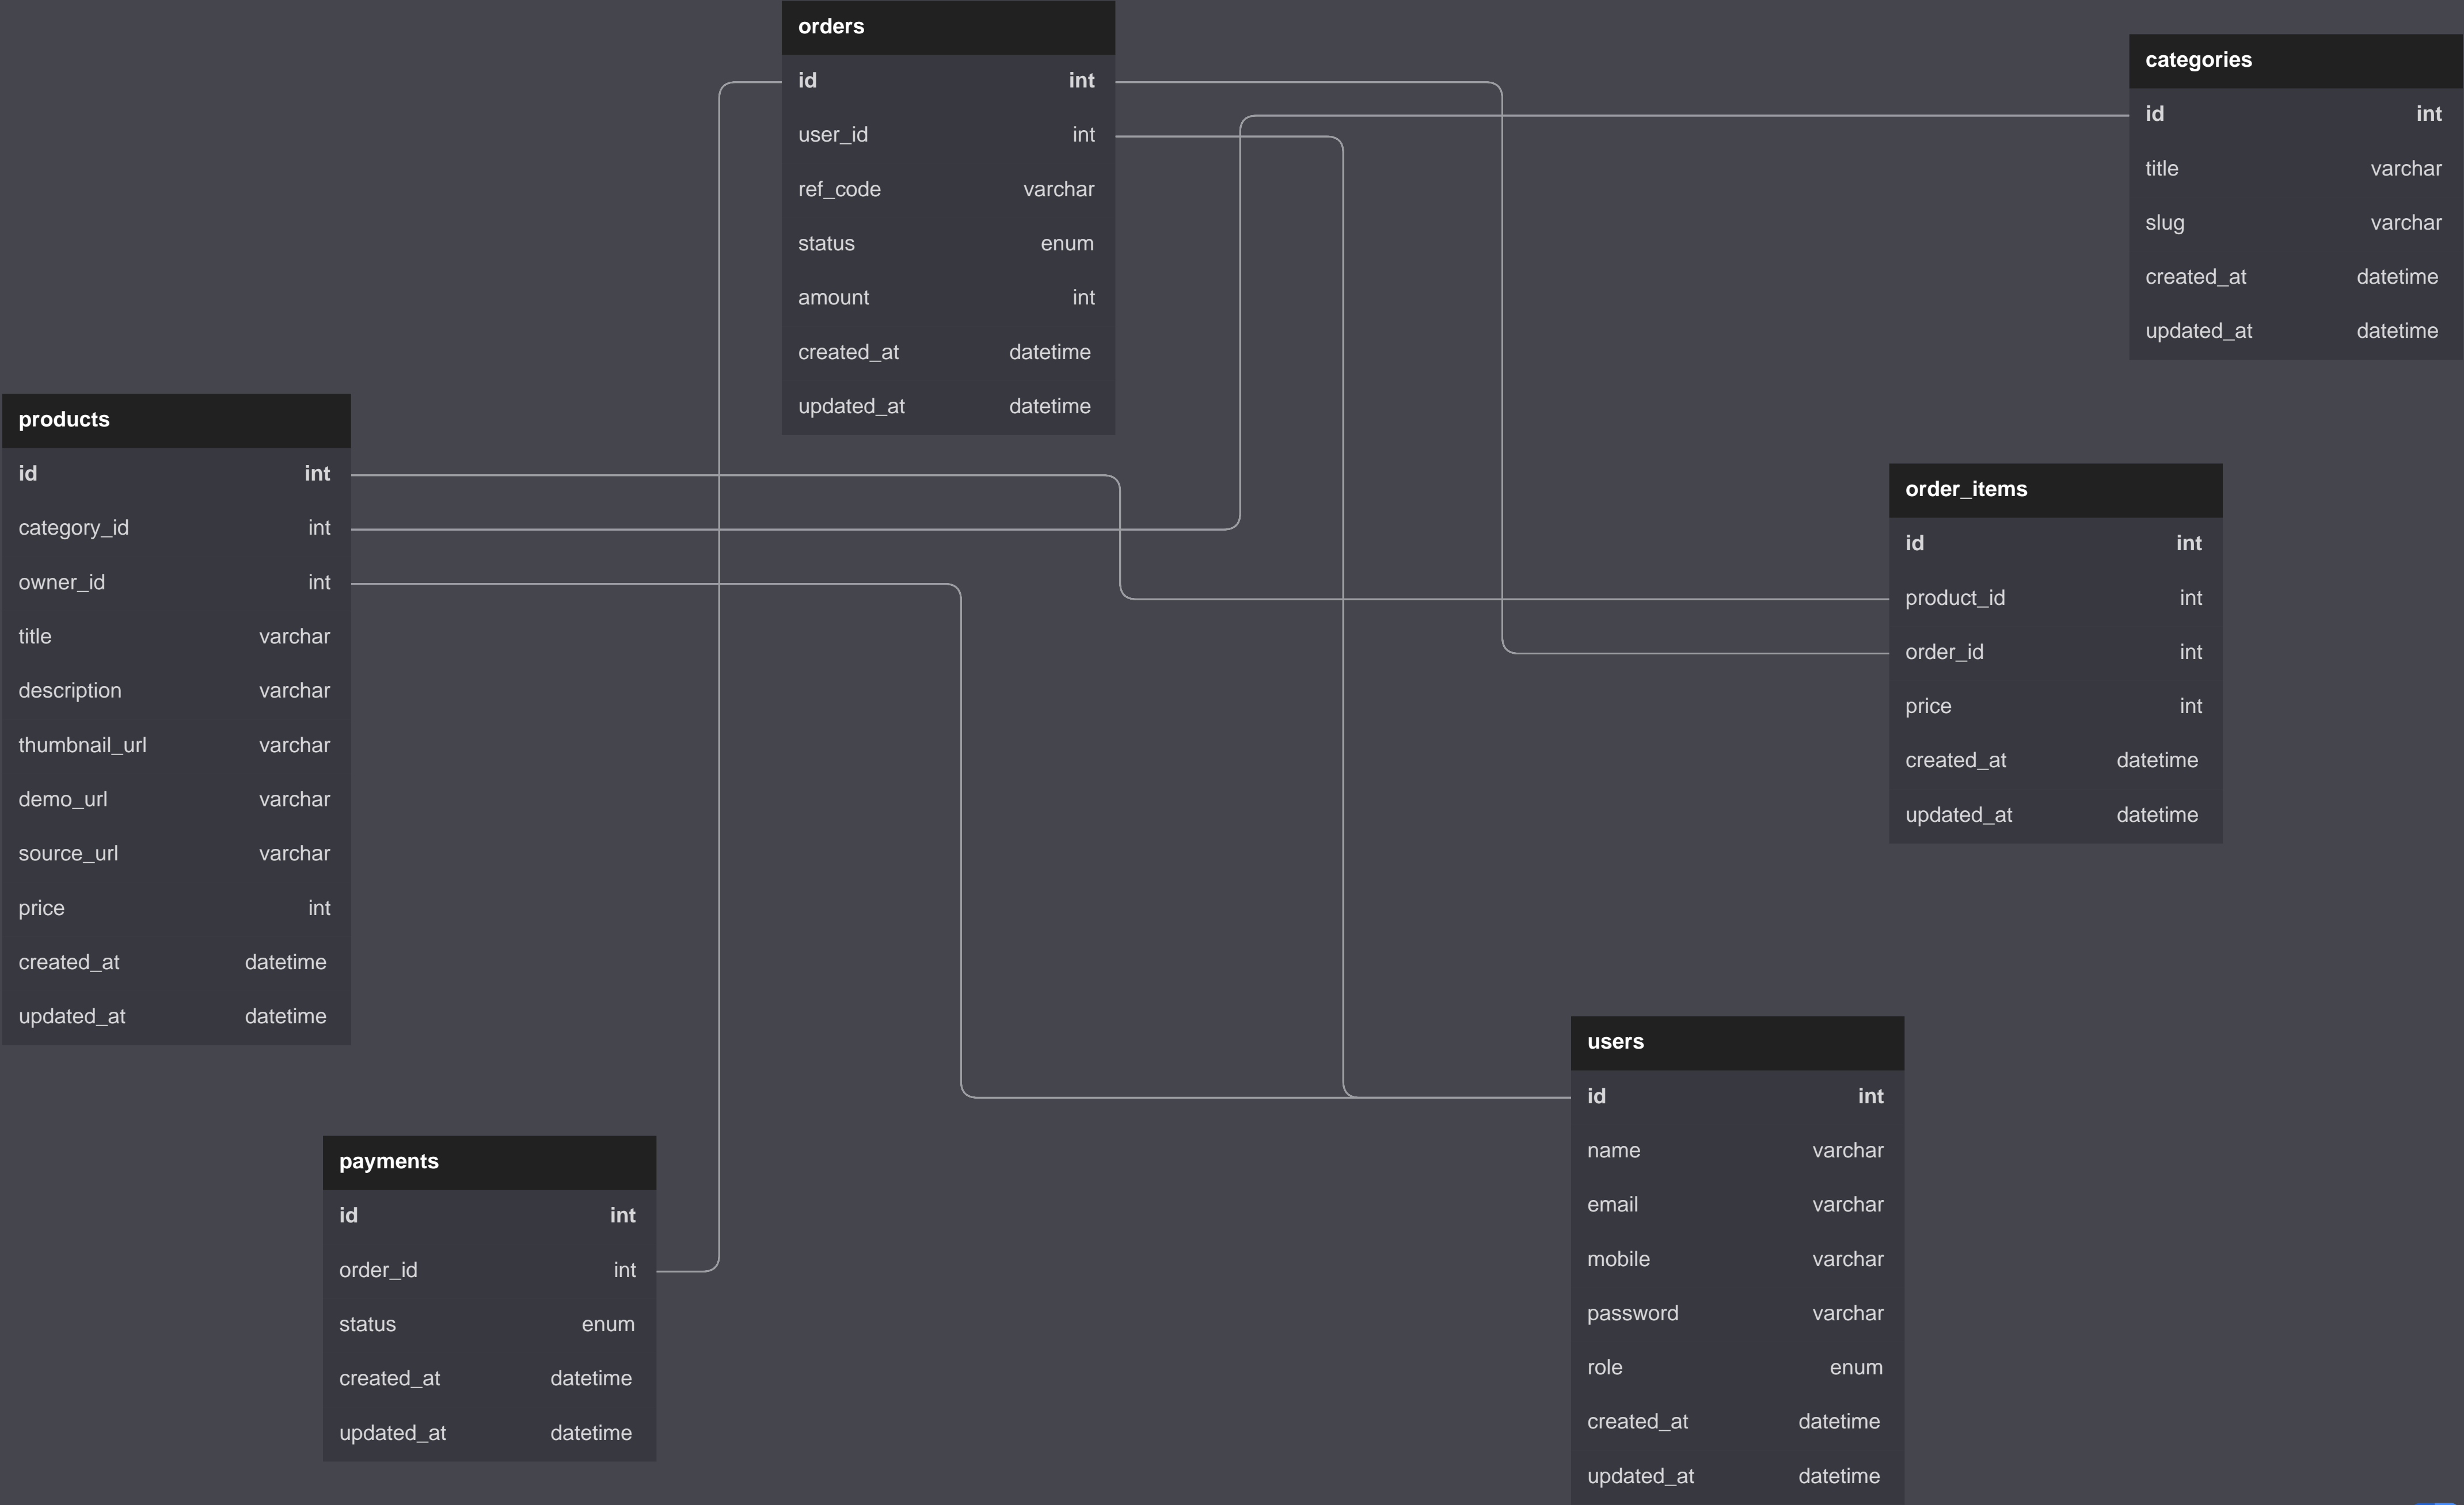 orders
id int
user_id int
ref_code varchar
status enum
amount int
created_at datetime
updated_at datetime
categories
id int
title varchar
slug varchar
created_at datetime
updated_at datetime
products
id int
category_id int
owner_id int
title varchar
description varchar
thumbnail_url varchar
demo_url varchar
source_url varchar
price int
created_at datetime
updated_at datetime
order_items
id int
product_id int
order_id int
price int
created_at datetime
updated_at datetime
payments
id int
order_id int
status enum
created_at datetime
updated_at datetime
users
id int
name varchar
email varchar
mobile varchar
password varchar
role enum
created_at datetime
updated_at datetime